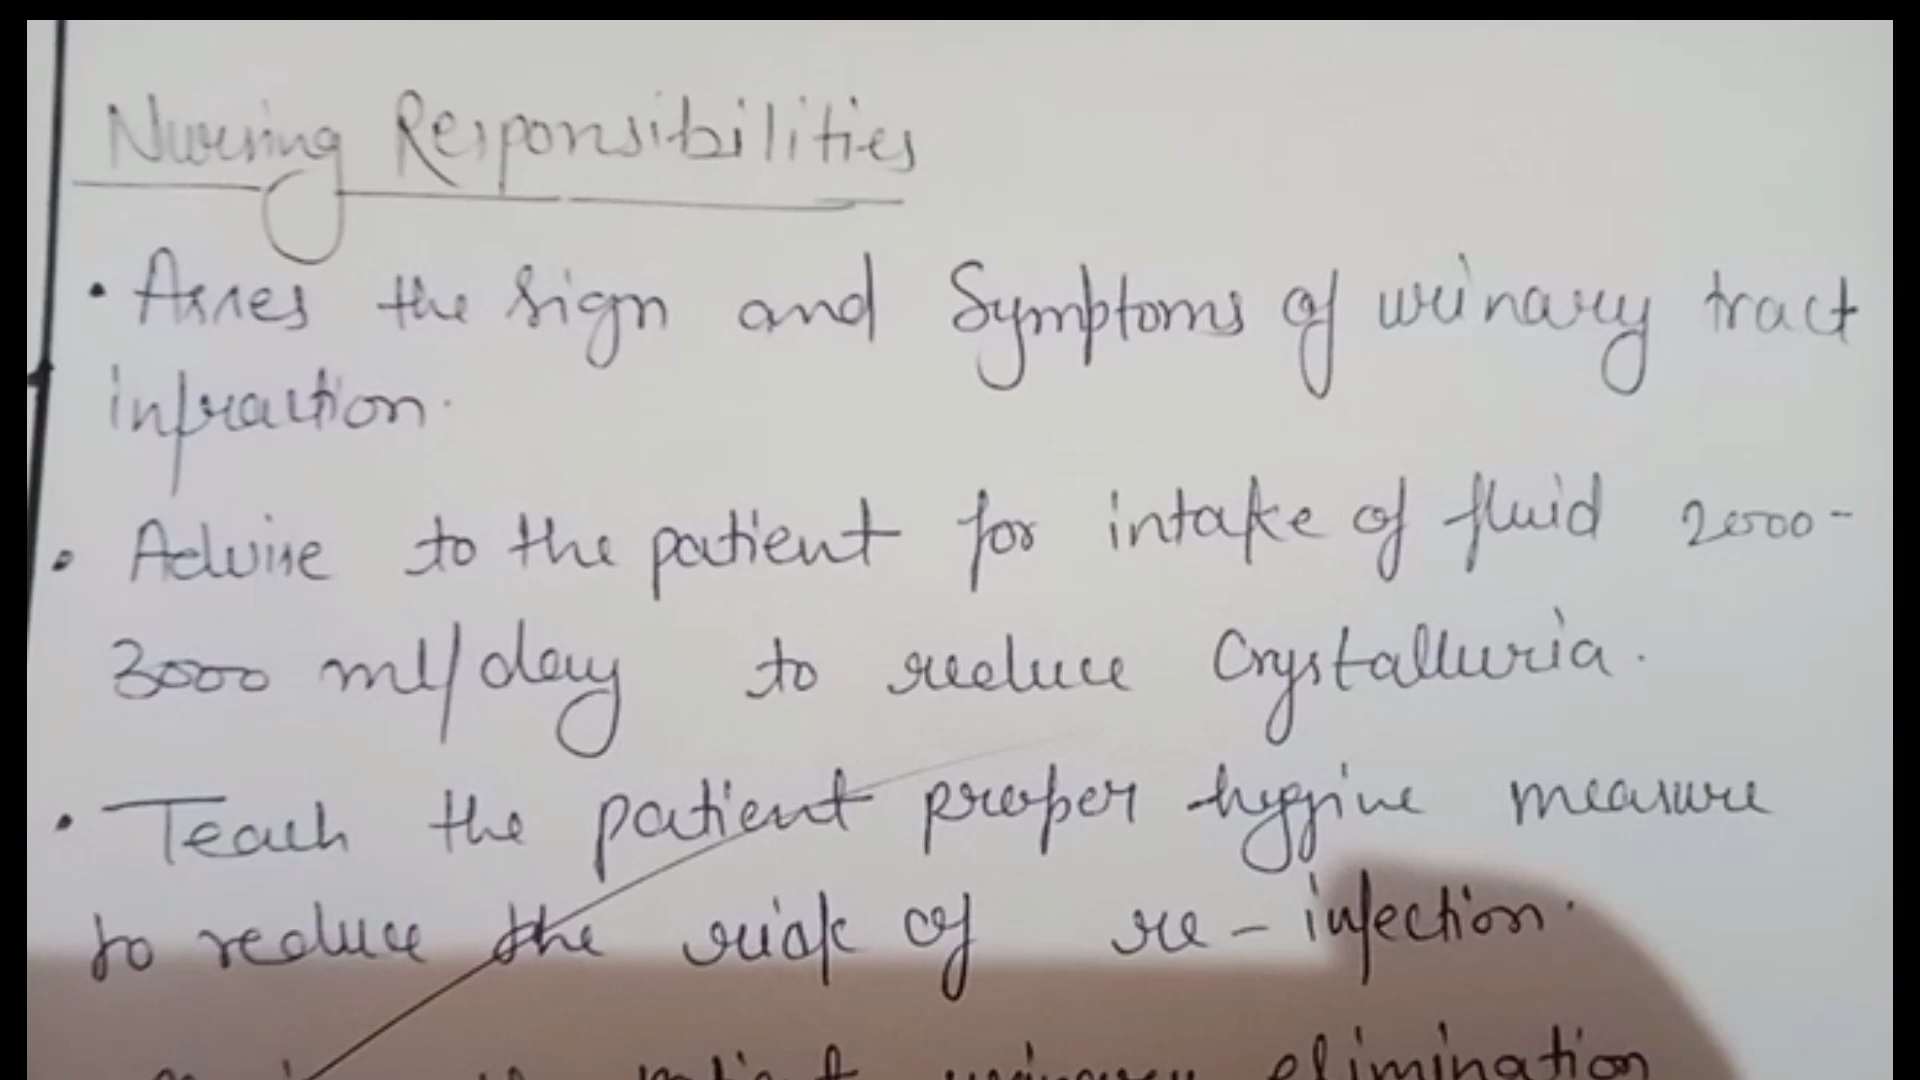 Nursing Responsibilities
• Asses the sign and Symptoms of urinary tract
infraction.
• Advise to the patient for intake of fluid 2000-
3000 ml/day to reduce Crystalluria.
• Teach the patient proper hygine measure
to reduce the risk of re-infection.
urinary elimination